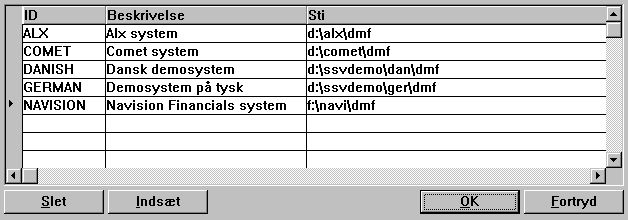 ID Beskrivelse Sti
ALX Alx system d:\alx\dmf
COMET Comet system d:\comet\dmf
DANISH Dansk demosystem d:\ssvdemo\dan\dmf
GERMAN Demosystem på tysk d:\ssvdemo\ger\dmf
NAVISION Navision Financials system f:\navi\dmf
Slet Indsæt OK Fortryd